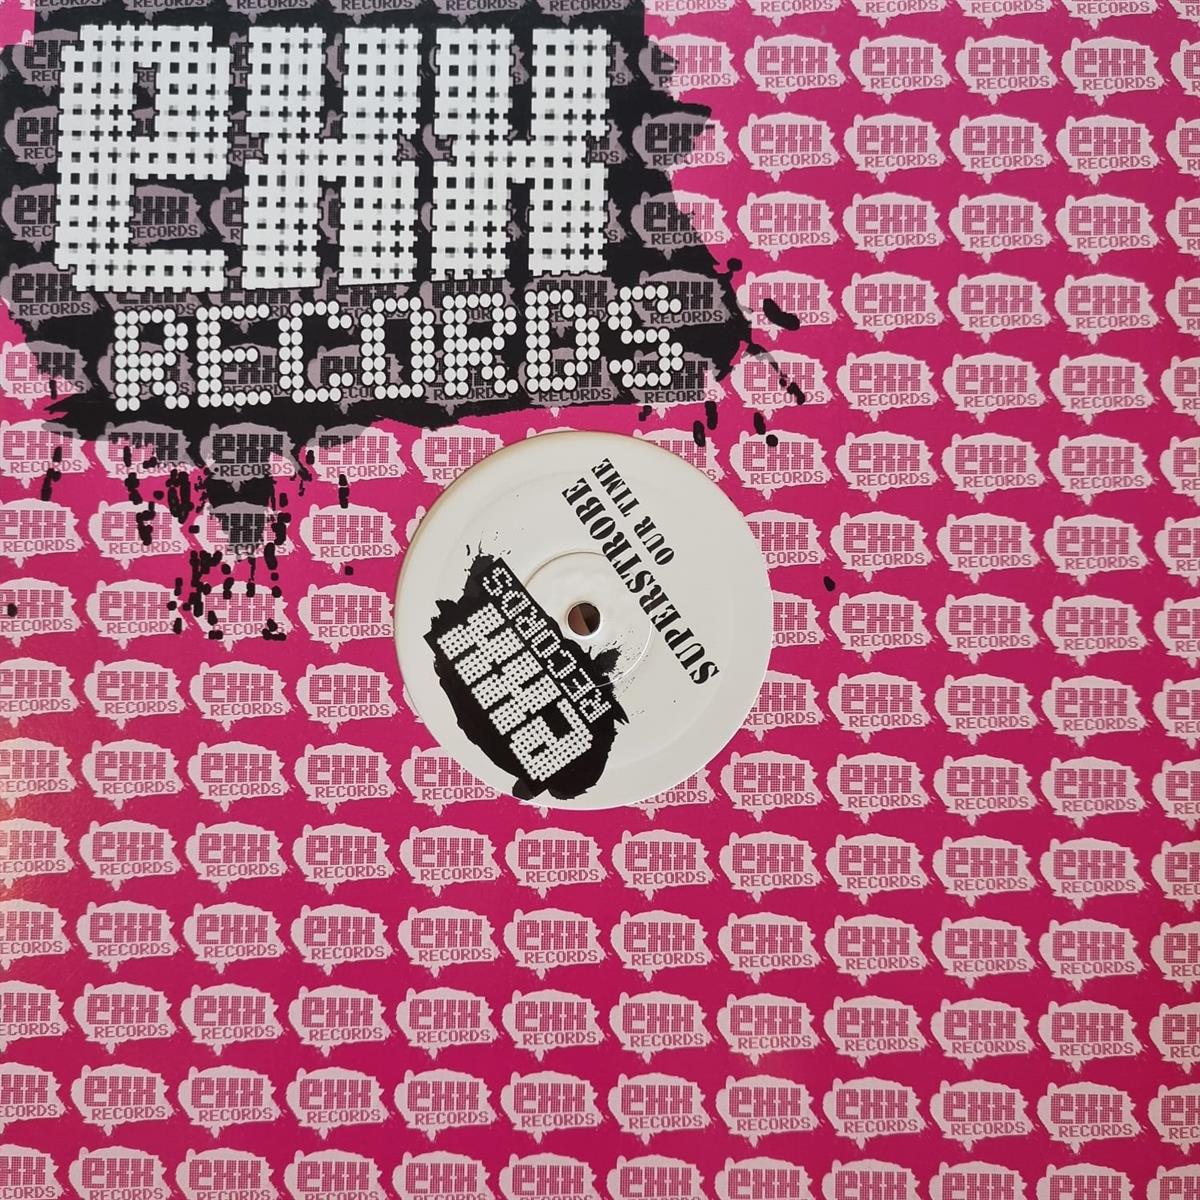 exx
RECORDS
SUPERSTROBE
OUR TIME
exx
RECORDS